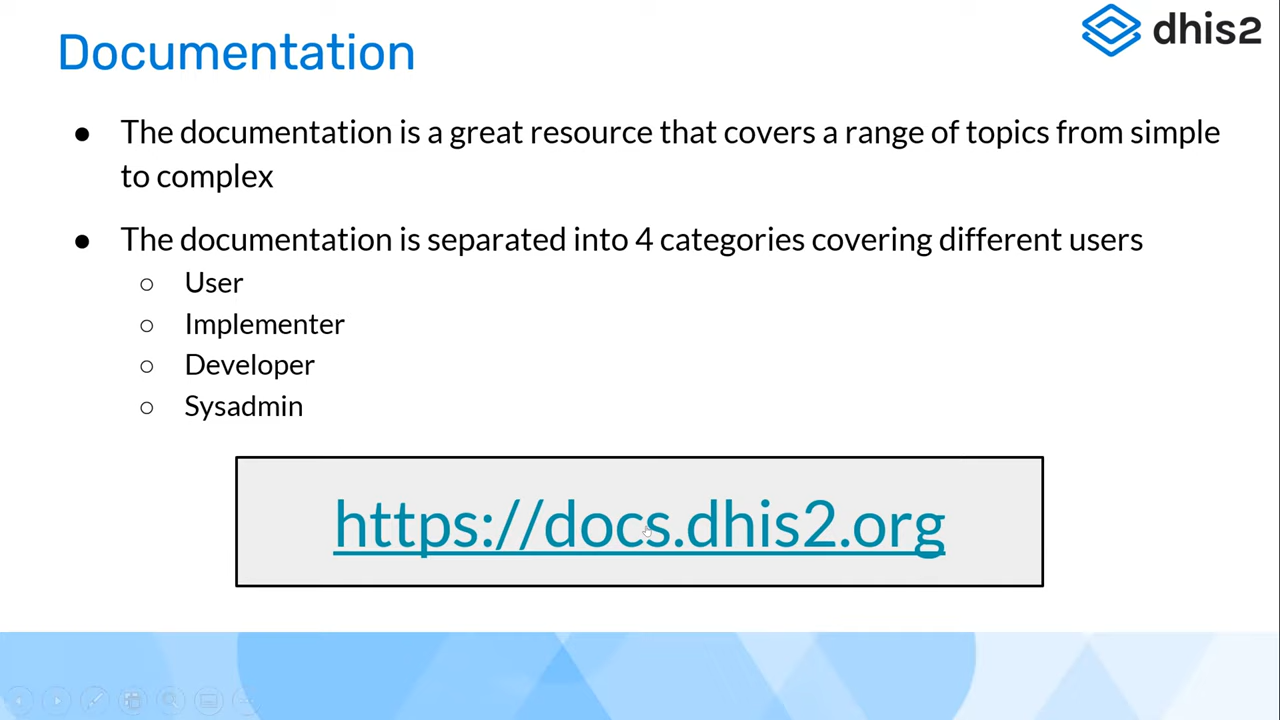 Documentation
dhis2
● The documentation is a great resource that covers a range of topics from simple
to complex
● The documentation is separated into 4 categories covering different users
○ User
○ Implementer
○ Developer
○ Sysadmin
https://docs.dhis2.org